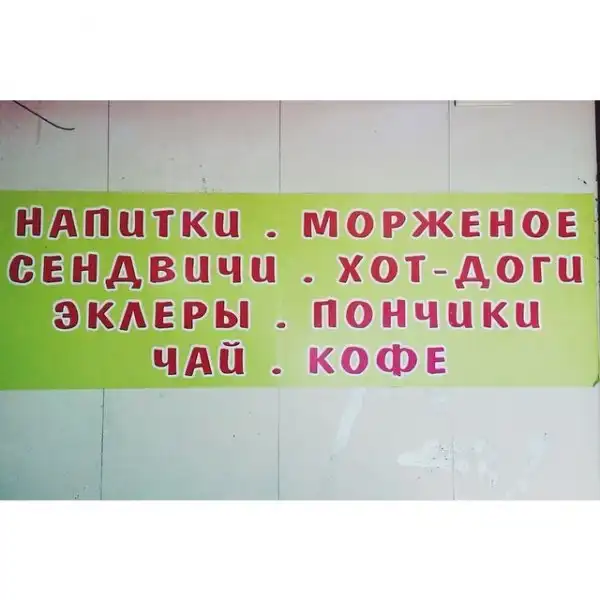 НАПИТКИ . МОРЖЕНОЕ
СЕНДВИЧИ . ХОТ-ДОГИ
ЭКЛЕРЫ . ПОНЧИКИ
ЧАЙ . КОФЕ